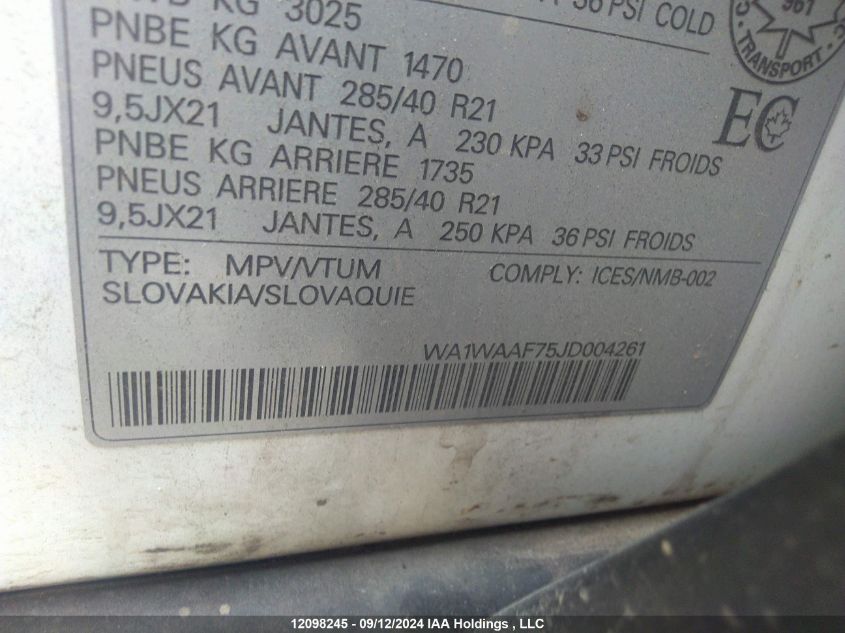 KG 3025
36 PSI COLD
PNBE KG AVANT 1470
PNEUS AVANT 285/40 R21
9,5JX21 JANTES, A 230 KPA 33 PSI FROIDS
PNBE KG ARRIERE 1735
PNEUS ARRIERE 285/40 R21
9,5JX21 JANTES, A 250 KPA 36 PSI FROIDS
961
TRANSPORT
EC
TYPE: MPV/VTUM COMPLY: ICES/NMB-002
SLOVAKIA/SLOVAQUIE
WA1WAAF75JD004261
12098245 - 09/12/2024 IAA Holdings , LLC